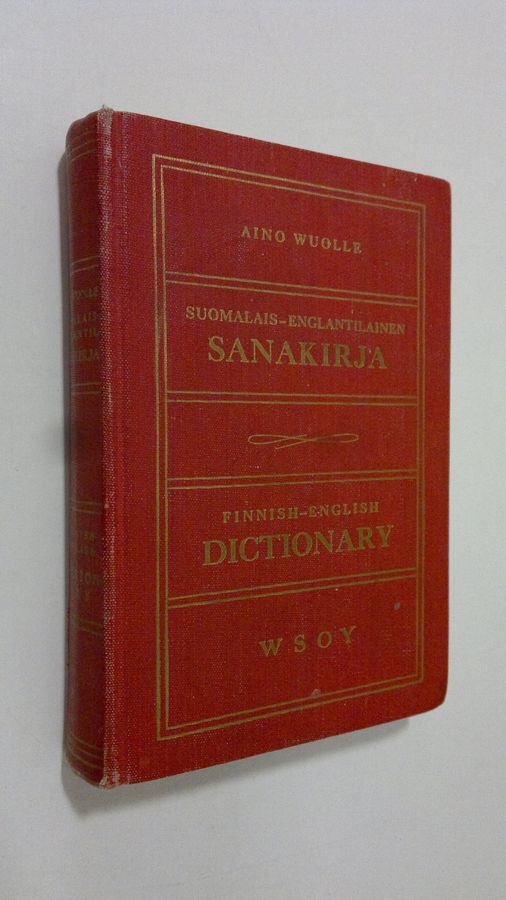 AINO WUOLLE
SUOMALAIS-ENGLANTILAINEN
SANAKIRJA
FINNISH-ENGLISH
DICTIONARY
WSOY